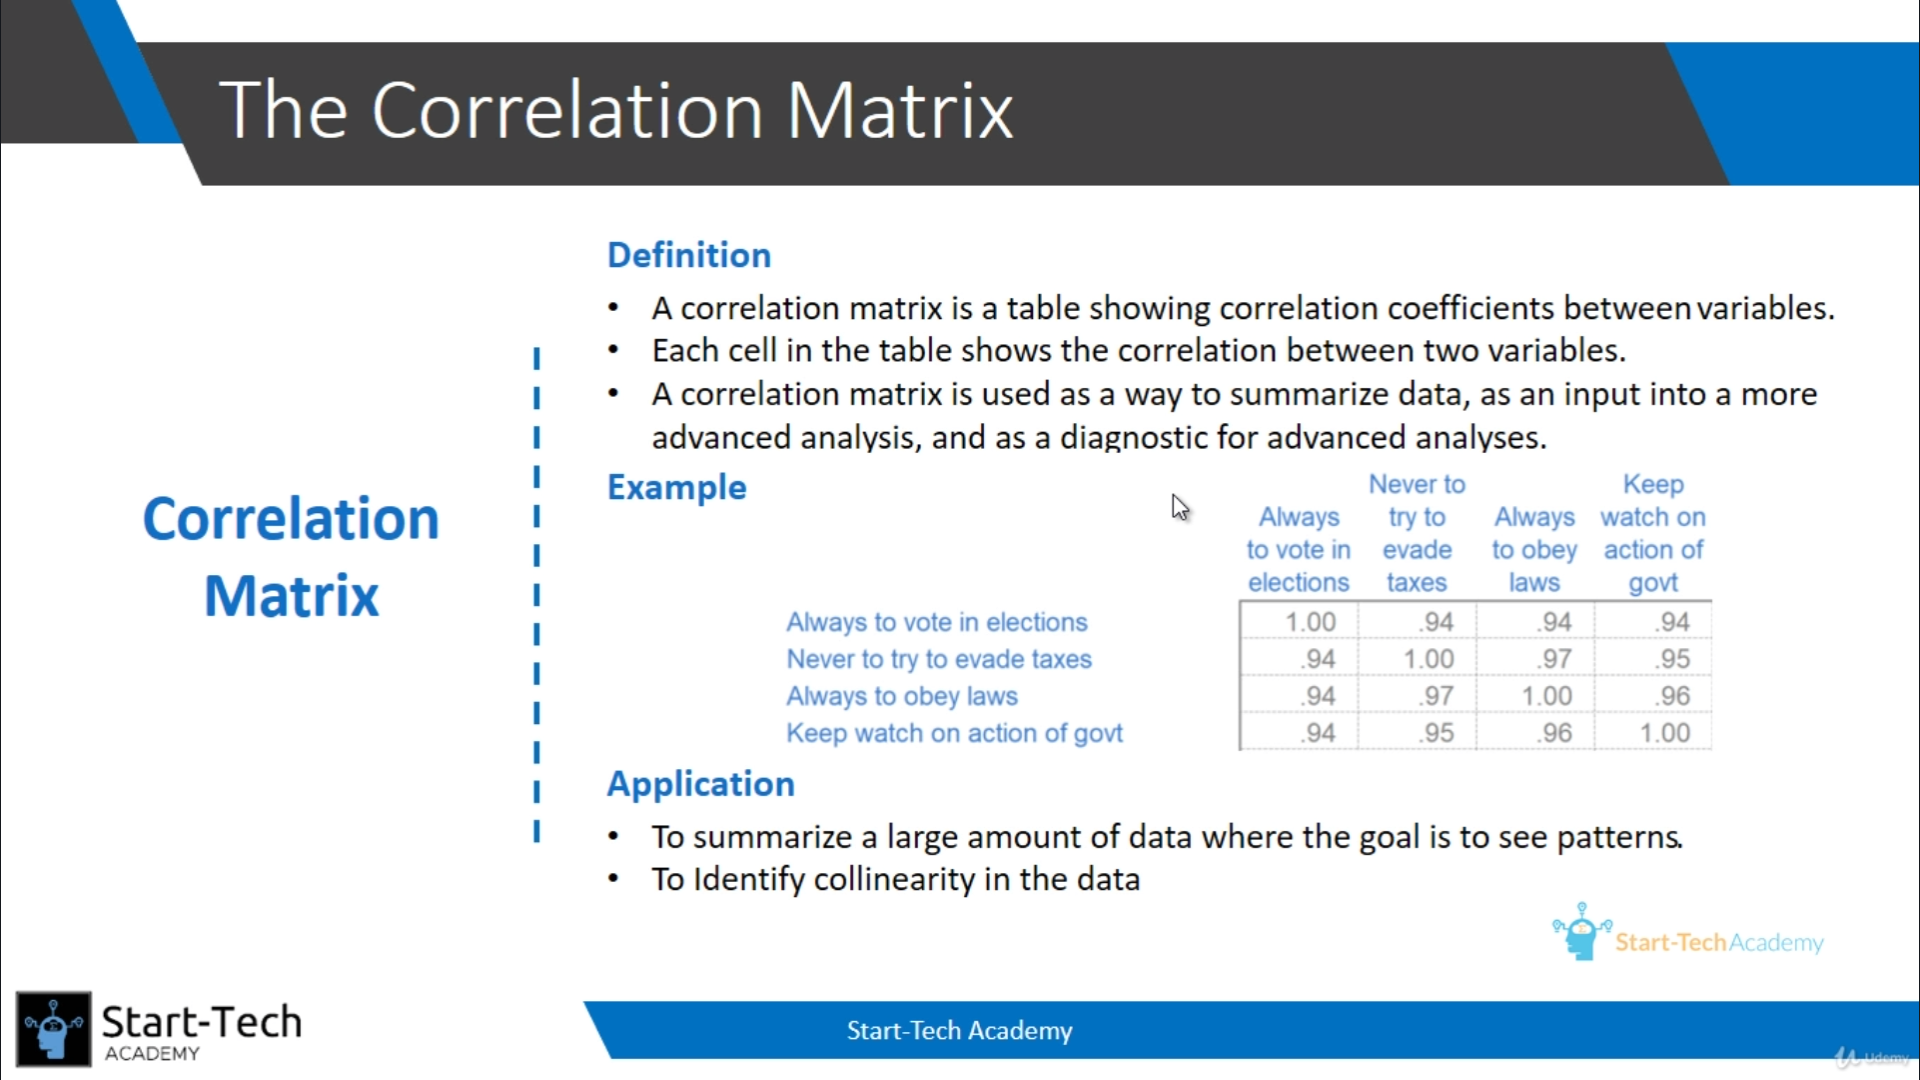 The Correlation Matrix
Correlation
Matrix
Definition
• A correlation matrix is a table showing correlation coefficients between variables.
• Each cell in the table shows the correlation between two variables.
• A correlation matrix is used as a way to summarize data, as an input into a more
advanced analysis, and as a diagnostic for advanced analyses.
Example
Always to vote in elections Never to try to evade taxes Always to obey laws Keep watch on action of govt
Always to vote in elections 1.00 .94 .94 .94
Never to try to evade taxes .94 1.00 .97 .95
Always to obey laws .94 .97 1.00 .96
Keep watch on action of govt .94 .95 .96 1.00
Application
• To summarize a large amount of data where the goal is to see patterns.
• To Identify collinearity in the data
Start-TechAcademy
Start-Tech
ACADEMY
Start-Tech Academy
Udemy